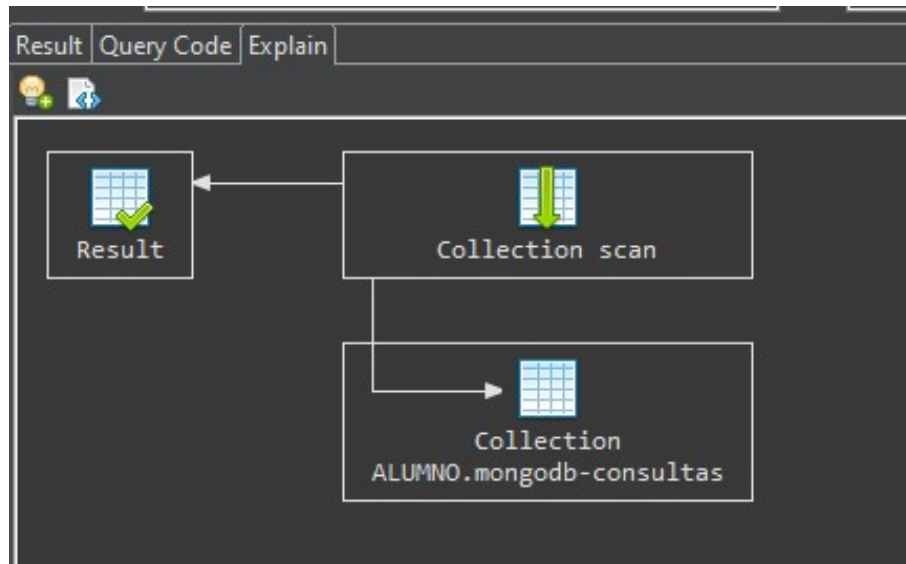 Result
Query Code
Explain
Result
Collection scan
Collection
ALUMNO.mongodb-consultas